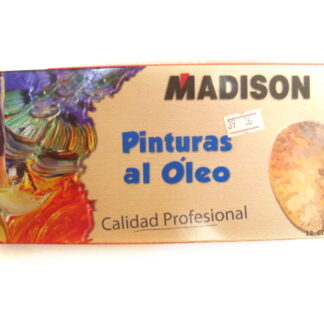 MADISON
Pinturas
al Óleo
Calidad Profesional